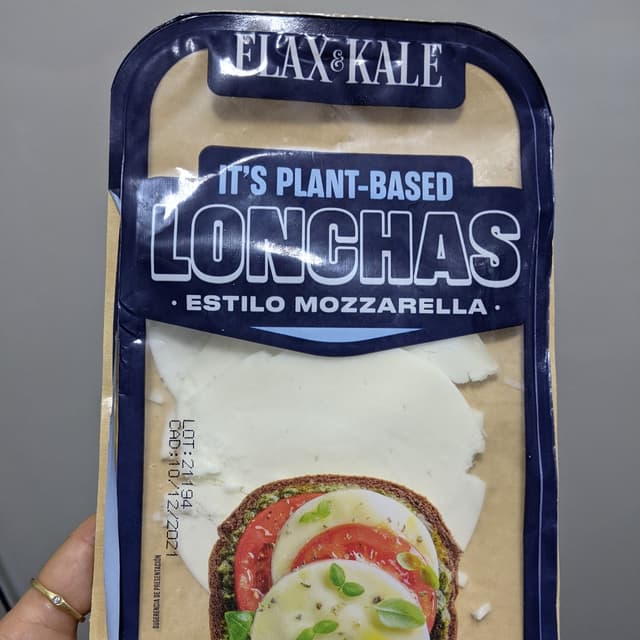 FLAX & KALE
IT'S PLANT-BASED
LONCHAS
· ESTILO MOZZARELLA ·
LOT:21194
CAD:10/12/2021
SUGERENCIA DE PRESENTACIÓN